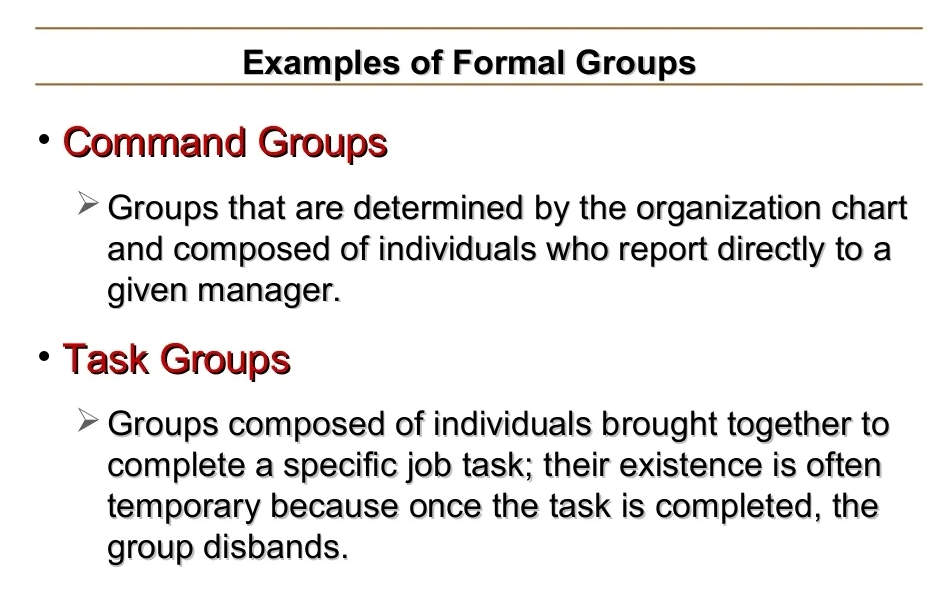 Examples of Formal Groups
• Command Groups
➢ Groups that are determined by the organization chart
and composed of individuals who report directly to a
given manager.
• Task Groups
➢ Groups composed of individuals brought together to
complete a specific job task; their existence is often
temporary because once the task is completed, the
group disbands.